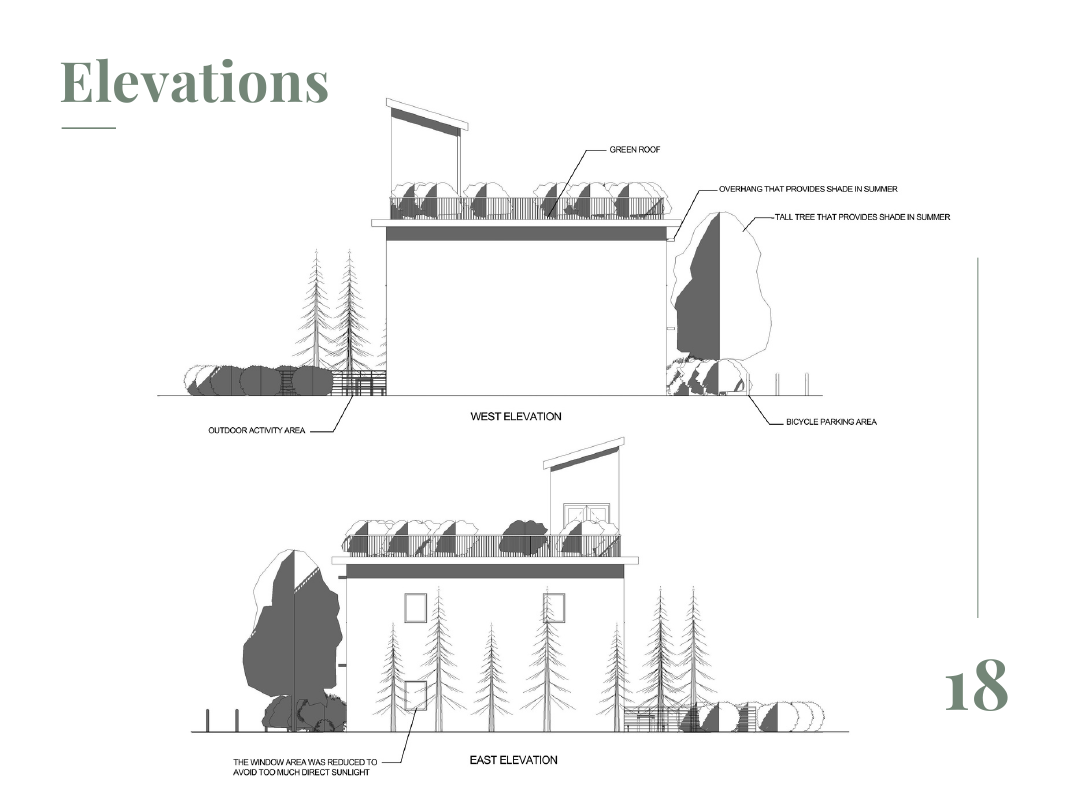 Elevations
GREEN ROOF
OVERHANG THAT PROVIDES SHADE IN SUMMER
TALL TREE THAT PROVIDES SHADE IN SUMMER
WEST ELEVATION
BICYCLE PARKING AREA
OUTDOOR ACTIVITY AREA
18
THE WINDOW AREA WAS REDUCED TO
AVOID TOO MUCH DIRECT SUNLIGHT
EAST ELEVATION